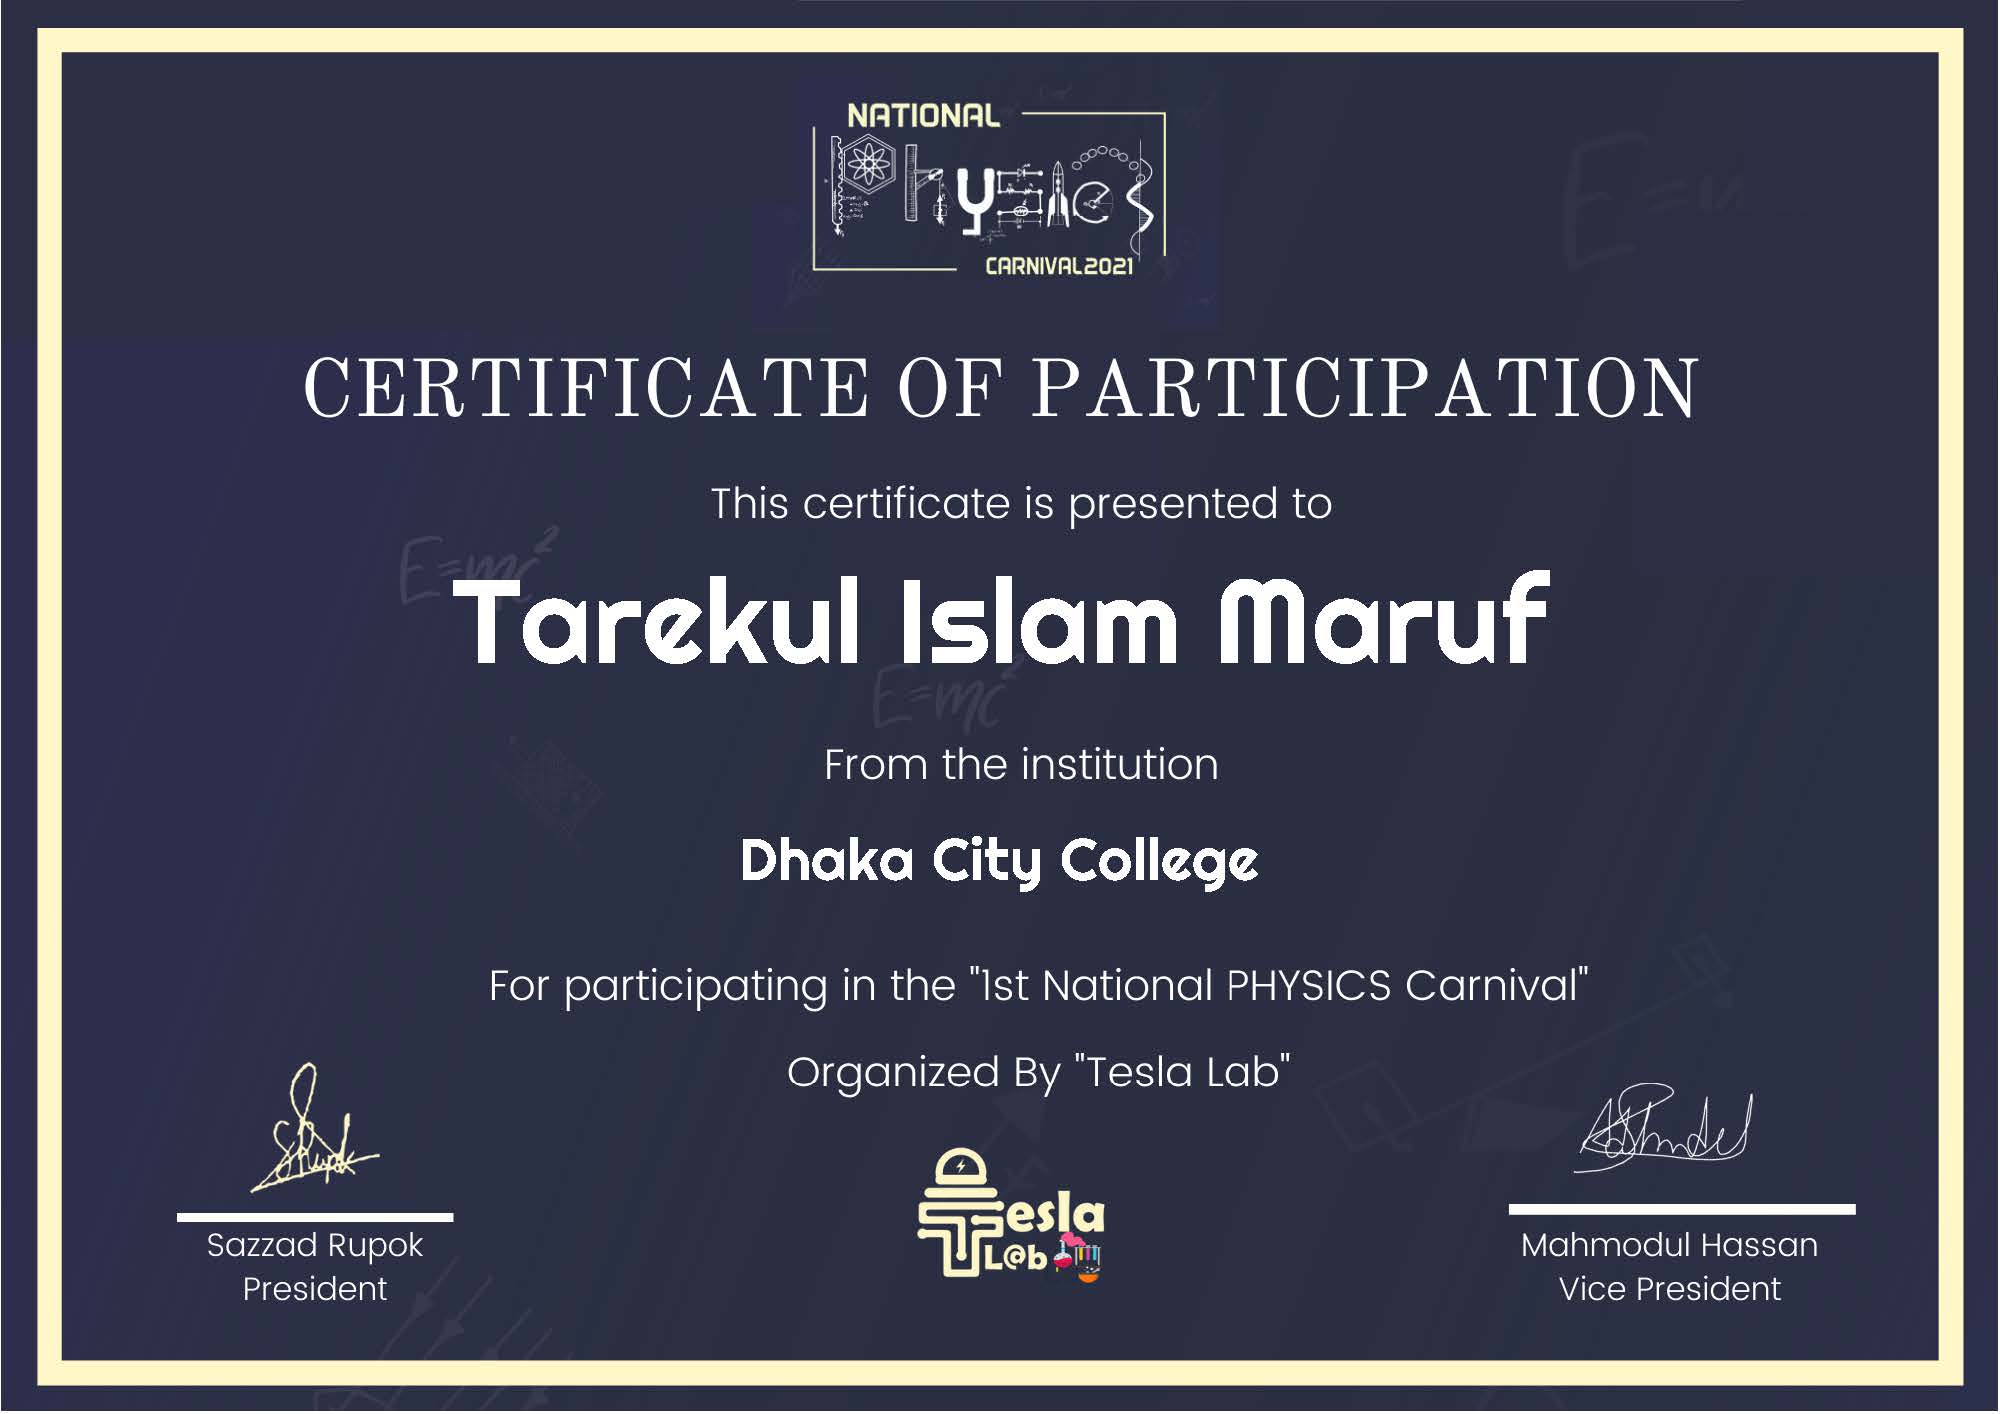 NATIONAL
Physics
CARNIVAL2021
CERTIFICATE OF PARTICIPATION
This certificate is presented to
E=mc²
Tarekul Islam Maruf
E=mc²
From the institution
Dhaka City College
For participating in the "1st National PHYSICS Carnival"
Organized By "Tesla Lab"
Tesla
L@b
Sazzad Rupok
President
Mahmodul Hassan
Vice President